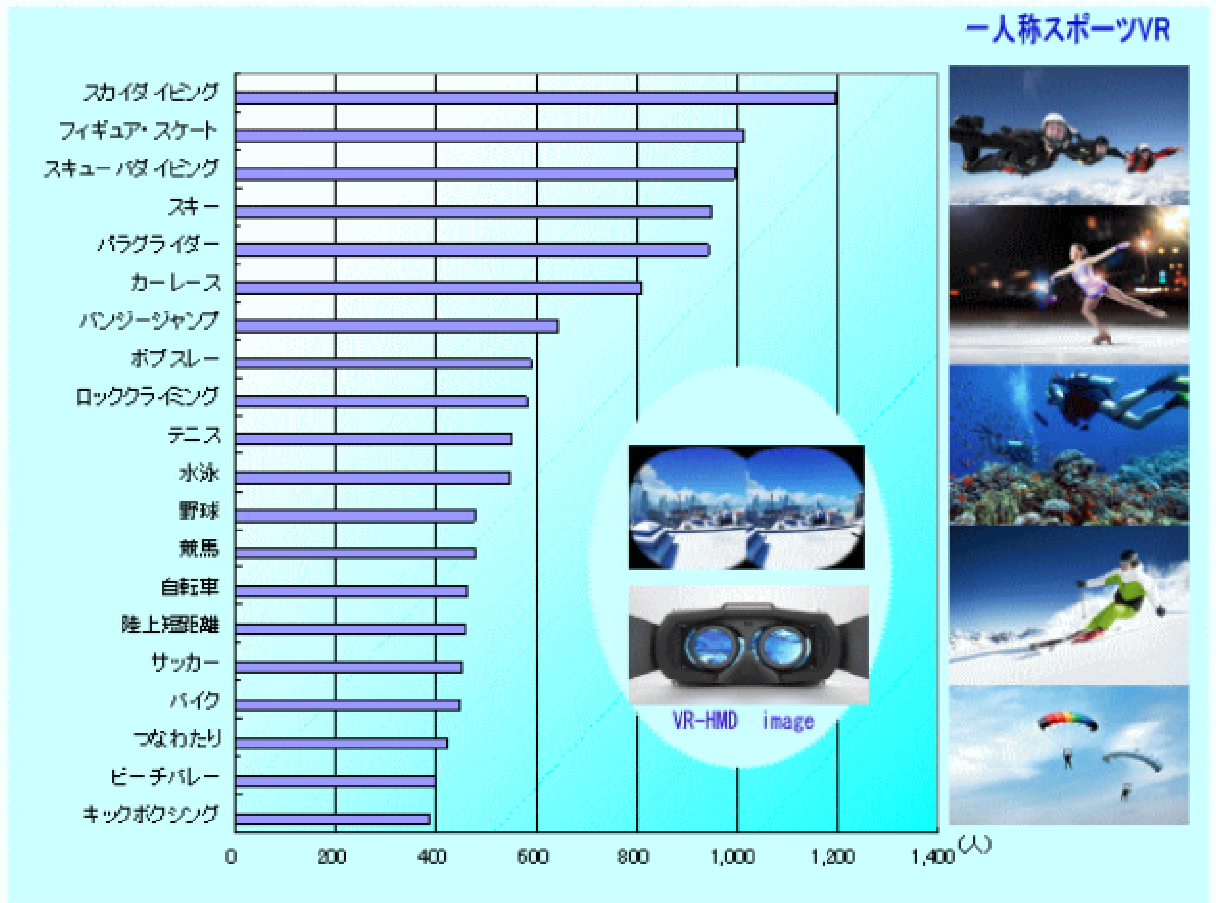 一人称スポーツVR
スカイダイビング
フィギュア・スケート
スキューバダイビング
スキー
パラグライダー
カーレース
バンジージャンプ
ボブスレー
ロッククライミング
テニス
水泳
野球
競馬
自転車
陸上短距離
サッカー
バイク
つなわたり
ビーチバレー
キックボクシング
VR-HMD image
0 200 400 600 800 1,000 1,200 1,400 (人)